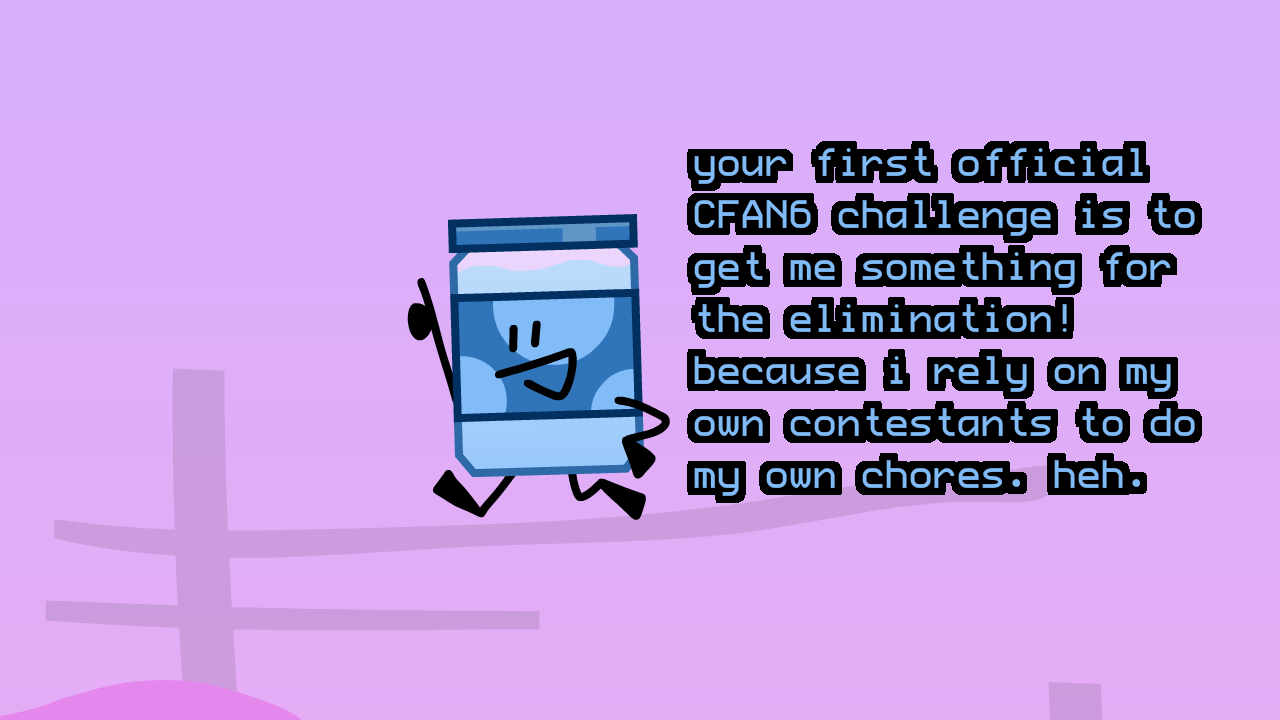 your first official
CFAN6 challenge is to
get me something for
the elimination!
because i rely on my
own contestants to do
my own chores. heh.